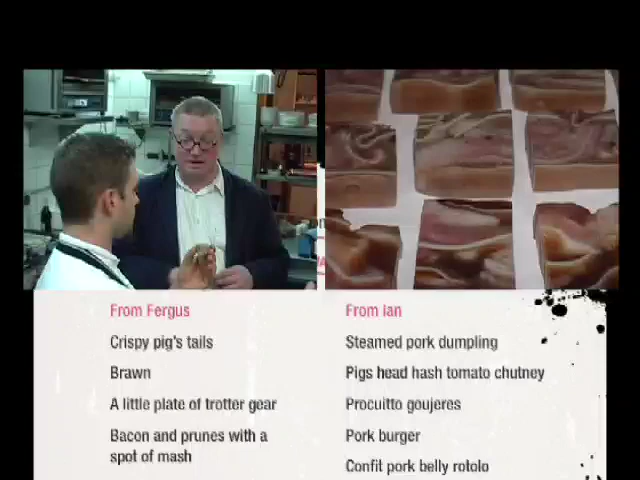 From Fergus
Crispy pig's tails
Brawn
A little plate of trotter gear
Bacon and prunes with a
spot of mash
From Ian
Steamed pork dumpling
Pigs head hash tomato chutney
Procuitto goujeres
Pork burger
Confit pork belly rotolo